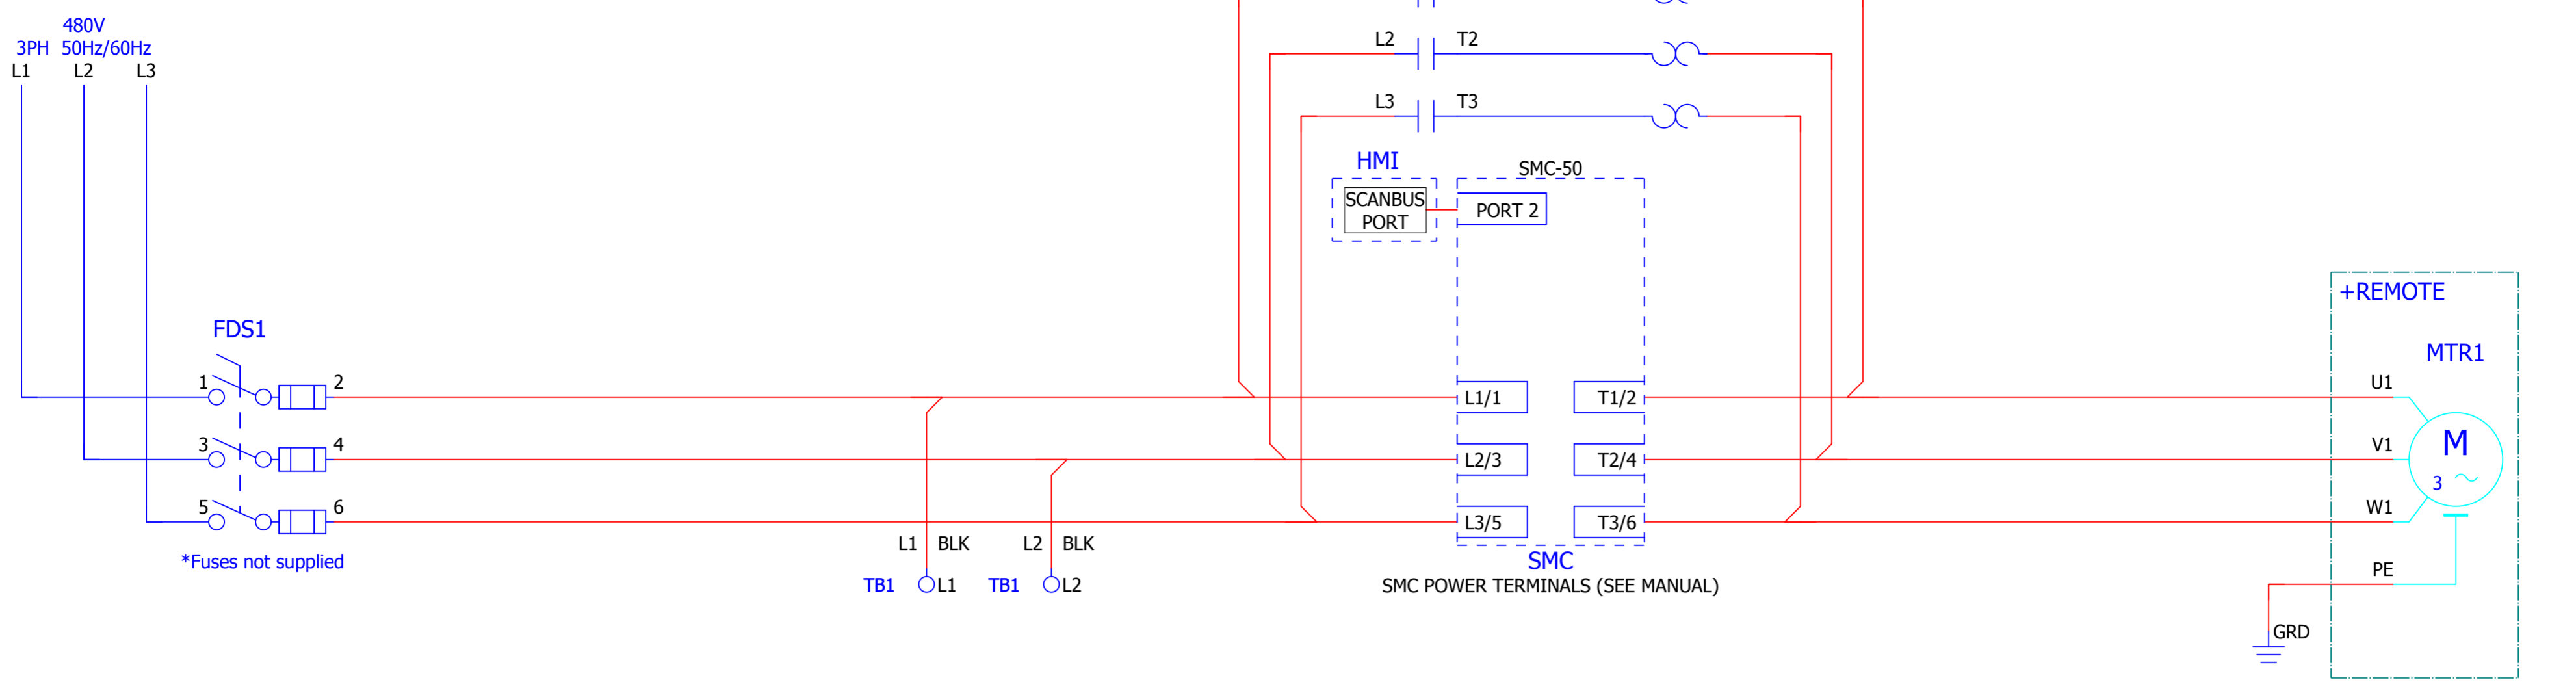 480V
3PH 50Hz/60Hz
L1 L2 L3
L2 T2
L3 T3
HMI
SMC-50
SCANBUS
PORT
PORT 2
+REMOTE
FDS1
MTR1
1 2
L1/1 T1/2
U1
3 4
L2/3 T2/4
V1
M
3
5 6
L3/5 T3/6
W1
*Fuses not supplied
L1 BLK L2 BLK
SMC
TB1 L1 TB1 L2
SMC POWER TERMINALS (SEE MANUAL)
PE
GRD